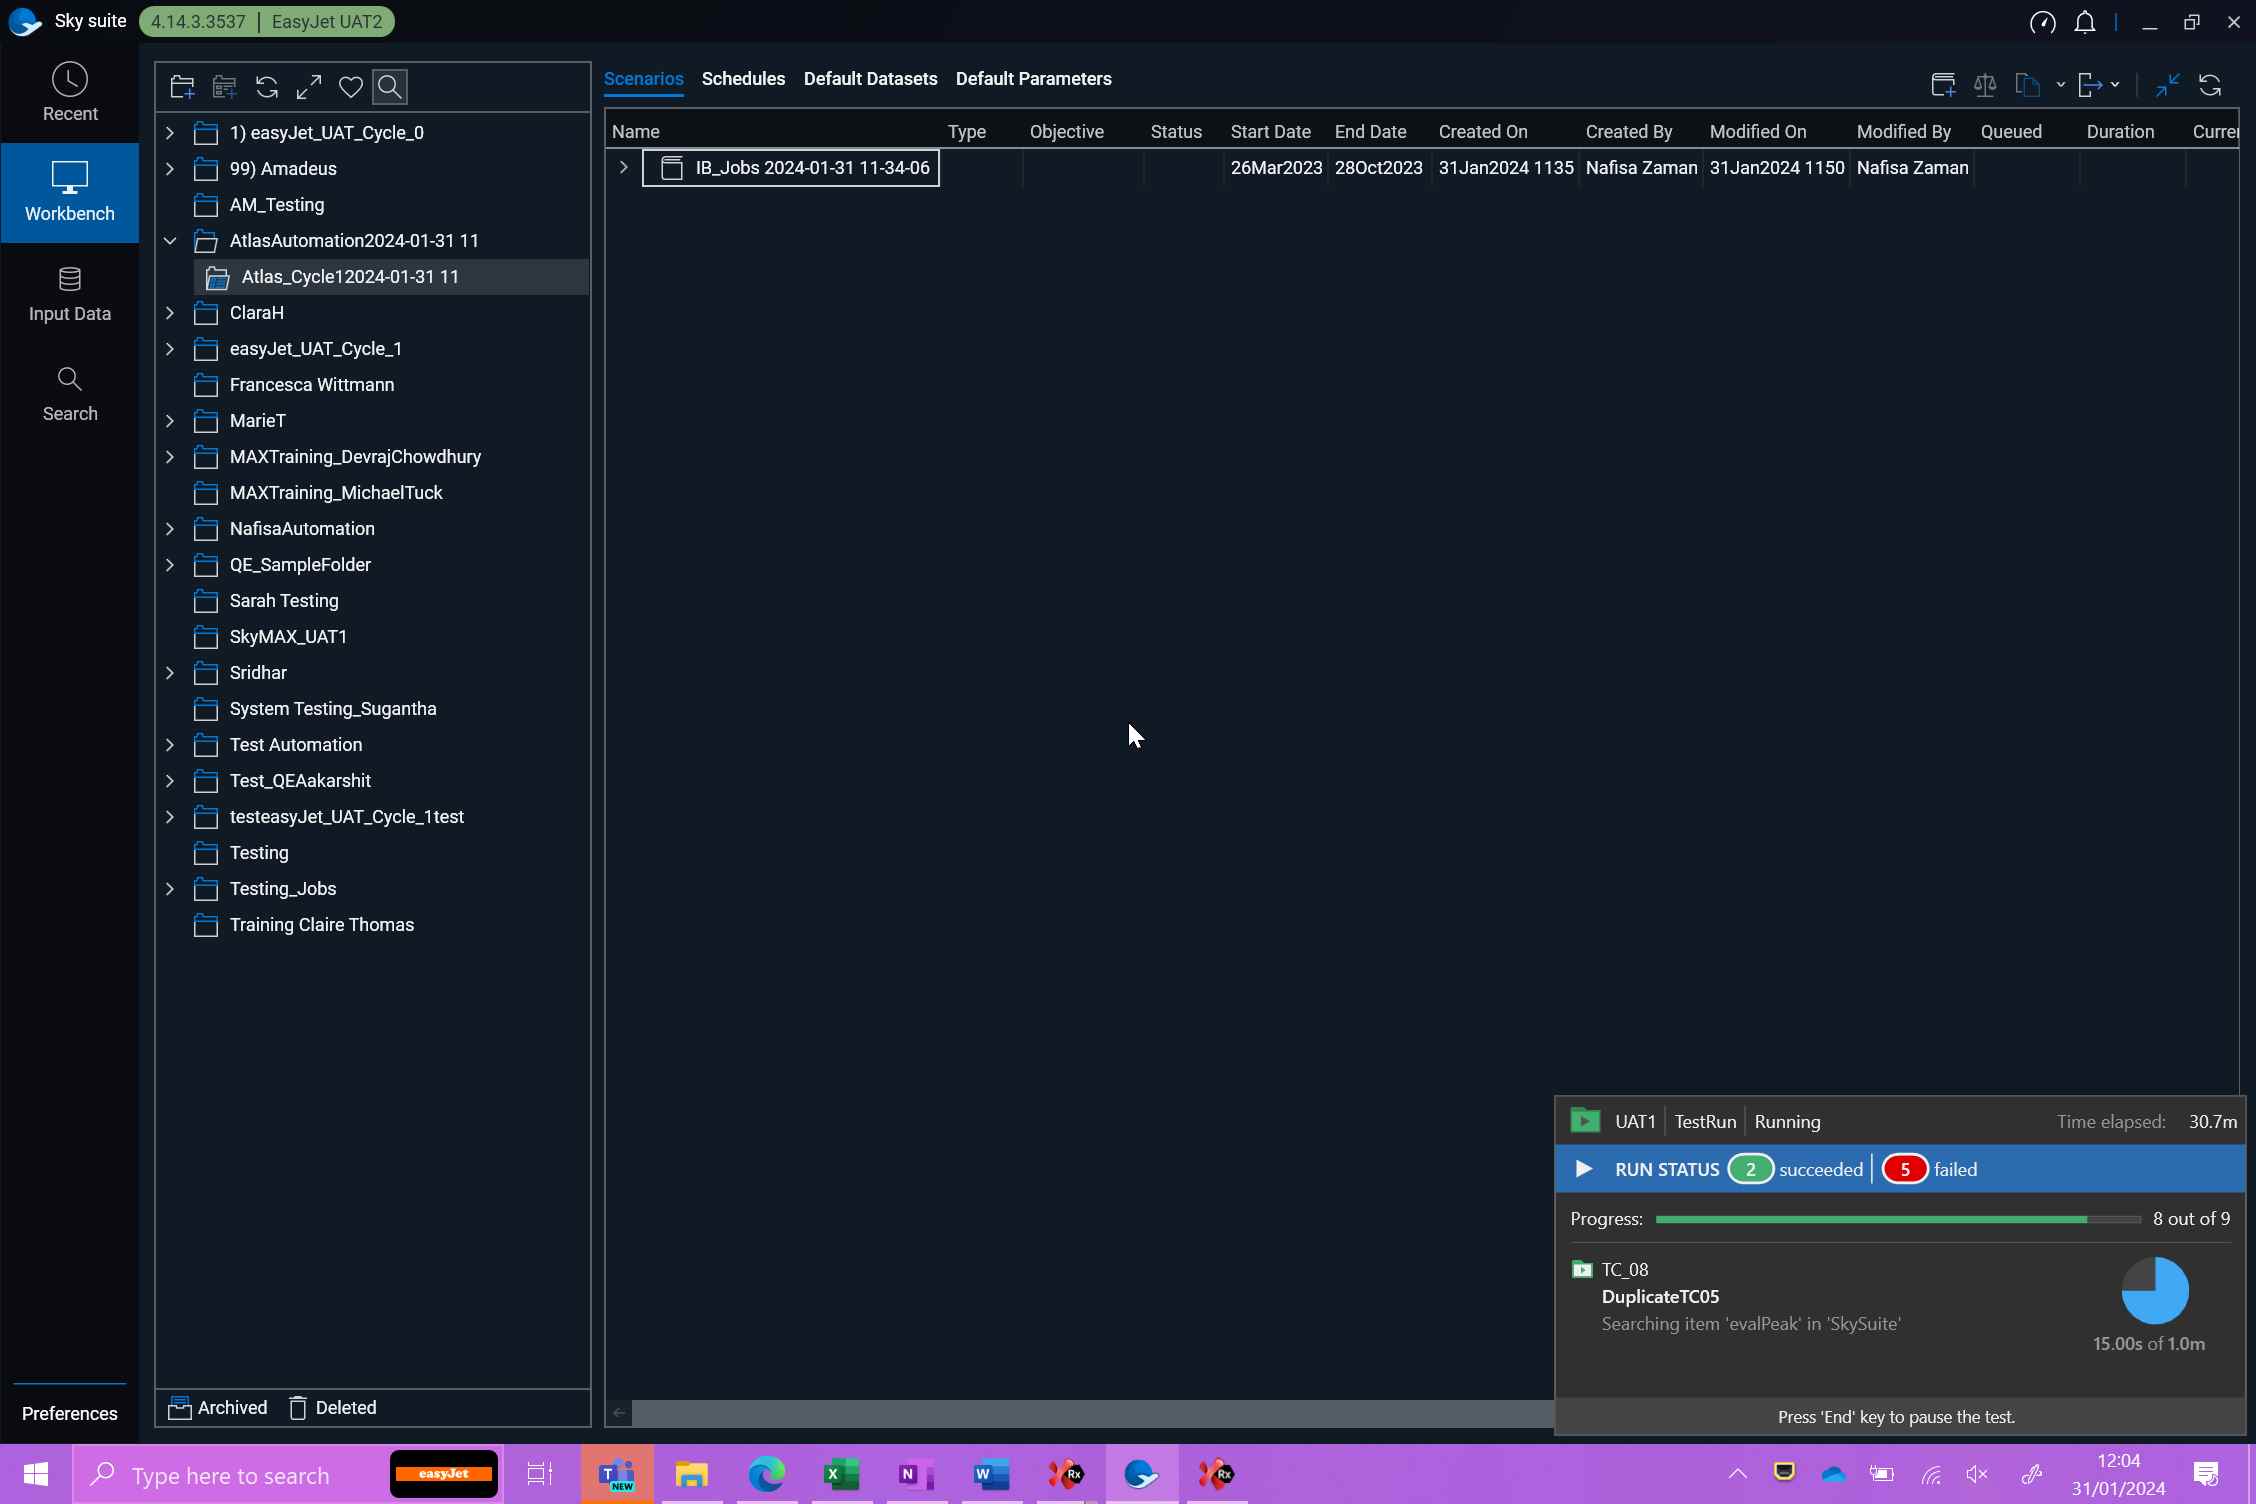 Sky suite 4.14.3.3537 | EasyJet UAT2
Recent
Workbench
Input Data
Search
Preferences
1) easyJet_UAT_Cycle_0
99) Amadeus
AM_Testing
AtlasAutomation2024-01-31 11
Atlas_Cycle12024-01-31 11
ClaraH
easyJet_UAT_Cycle_1
Francesca Wittmann
MarieT
MAXTraining_DevrajChowdhury
MAXTraining_MichaelTuck
NafisaAutomation
QE_SampleFolder
Sarah Testing
SkyMAX_UAT1
Sridhar
System Testing_Sugantha
Test Automation
Test_QEAakarshit
testeasyJet_UAT_Cycle_1test
Testing
Testing_Jobs
Training Claire Thomas
Archived Deleted
Scenarios Schedules Default Datasets Default Parameters
Name Type Objective Status Start Date End Date Created On Created By Modified On Modified By Queued Duration Curre
IB_Jobs 2024-01-31 11-34-06 26Mar2023 28Oct2023 31Jan2024 1135 Nafisa Zaman 31Jan2024 1150 Nafisa Zaman
UAT1 | TestRun | Running Time elapsed: 30.7m
RUN STATUS 2 succeeded | 5 failed
Progress: 8 out of 9
TC_08
DuplicateTC05
Searching item 'evalPeak' in 'SkySuite'
15.00s of 1.0m
Press 'End' key to pause the test.
Type here to search
easyJet
T
NEW
X
N
W
Rx
Rx
12:04
31/01/2024